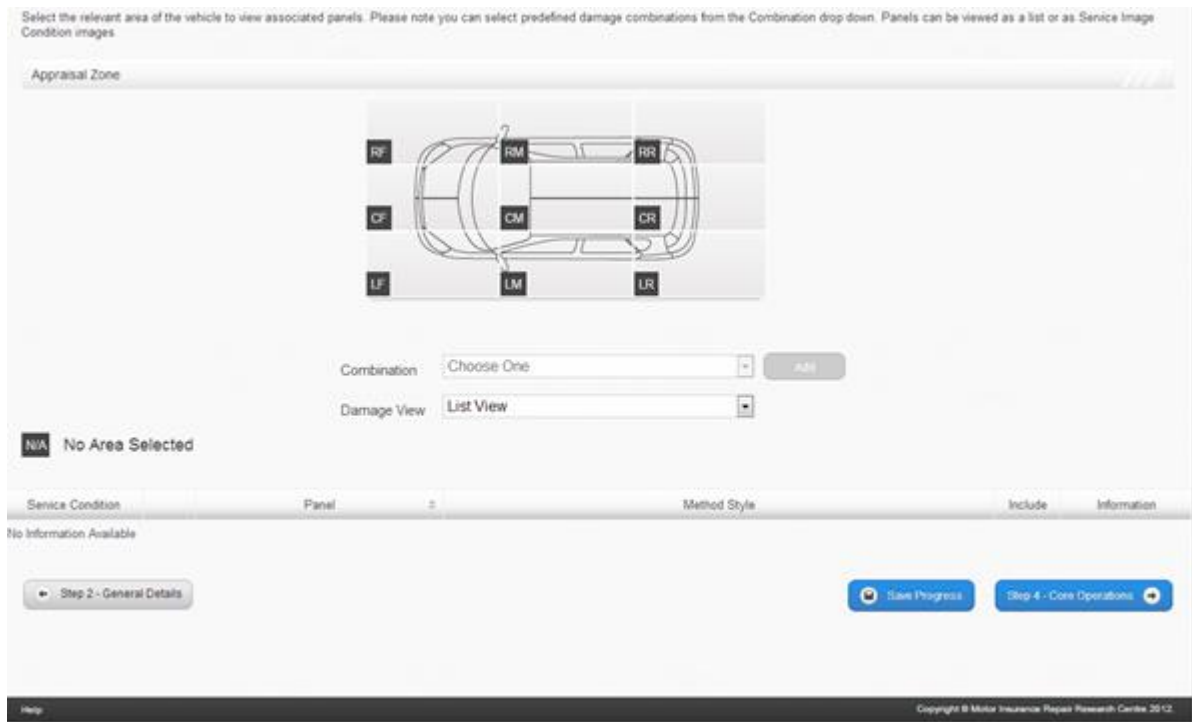 Select the relevant area of the vehicle to view associated panels. Please note you can select predefined damage combinations from the Combination drop down. Panels can be viewed as a list or as Service Image
Condition images
Appraisal Zone
RF RM RR
CF CM CR
LF LM LR
Combination Choose One Add
Damage View List View
N/A No Area Selected
Service Condition Panel Method Style Include Information
No Information Available
Step 2 - General Details Save Progress Step 4 - Core Operations
Help Copyright © Motor Insurance Repair Research Centre 2012.